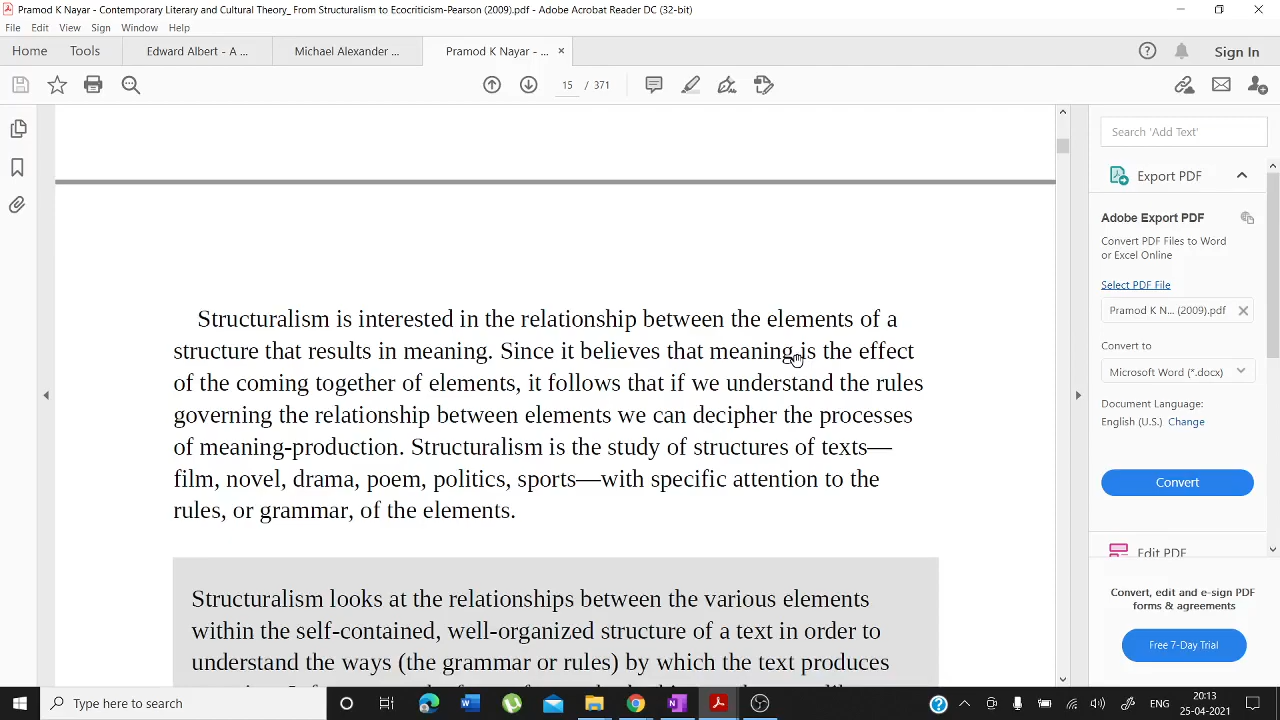 Pramod K Nayar - Contemporary Literary and Cultural Theory_ From Structuralism to Ecocriticism-Pearson (2009).pdf - Adobe Acrobat Reader DC (32-bit)
File Edit View Sign Window Help
Home Tools Edward Albert - A ... Michael Alexander ... Pramod K Nayar - ... × Sign In
15 / 371
Search 'Add Text'
Export PDF
Adobe Export PDF
Convert PDF Files to Word
or Excel Online
Select PDF File
Pramod K N... (2009).pdf
Convert to
Microsoft Word (*.docx)
Document Language:
English (U.S.) Change
Convert
Edit PDF
Convert, edit and e-sign PDF
forms & agreements
Free 7-Day Trial
Structuralism is interested in the relationship between the elements of a
structure that results in meaning. Since it believes that meaning is the effect
of the coming together of elements, it follows that if we understand the rules
governing the relationship between elements we can decipher the processes
of meaning-production. Structuralism is the study of structures of texts—
film, novel, drama, poem, politics, sports—with specific attention to the
rules, or grammar, of the elements.
Structuralism looks at the relationships between the various elements
within the self-contained, well-organized structure of a text in order to
understand the ways (the grammar or rules) by which the text produces
Type here to search
ENG
20:13
25-04-2021